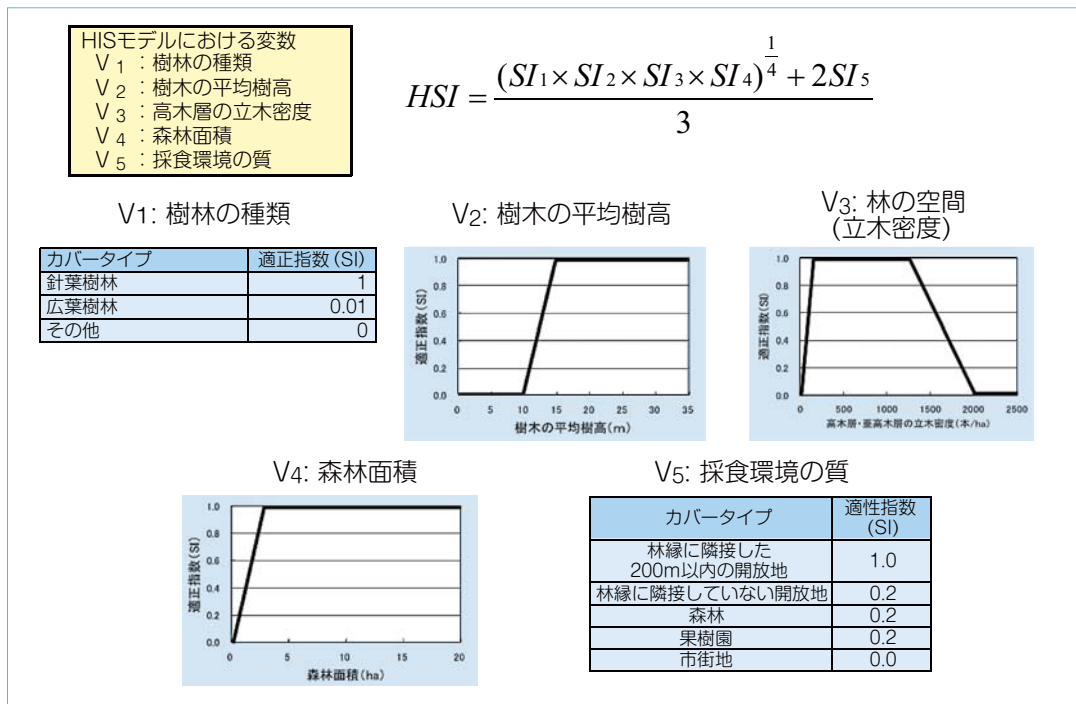 HISモデルにおける変数
V 1 : 樹林の種類
V 2 : 樹木の平均樹高
V 3 : 高木層の立木密度
V 4 : 森林面積
V 5 : 採食環境の質
HSI = \frac{(SI_1 × SI_2 × SI_3 × SI_4)^{\frac{1}{4}} + 2SI_5}{3}
V1: 樹林の種類
カバータイプ 適正指数 (SI)
針葉樹林 1
広葉樹林 0.01
その他 0
V2: 樹木の平均樹高
適正指数(SI)
1.0
0.8
0.6
0.4
0.2
0.0
0 5 10 15 20 25 30 35
樹木の平均樹高(m)
V3: 林の空間
(立木密度)
適正指数(SI)
1.0
0.8
0.6
0.4
0.2
0.0
0 500 1000 1500 2000 2500
高木層・亜高木層の立木密度(本/ha)
V4: 森林面積
適正指数(SI)
1.0
0.8
0.6
0.4
0.2
0.0
0 5 10 15 20
森林面積(ha)
V5: 採食環境の質
カバータイプ 適性指数
(SI)
林縁に隣接した
200m以内の開放地 1.0
林縁に隣接していない開放地 0.2
森林 0.2
果樹園 0.2
市街地 0.0